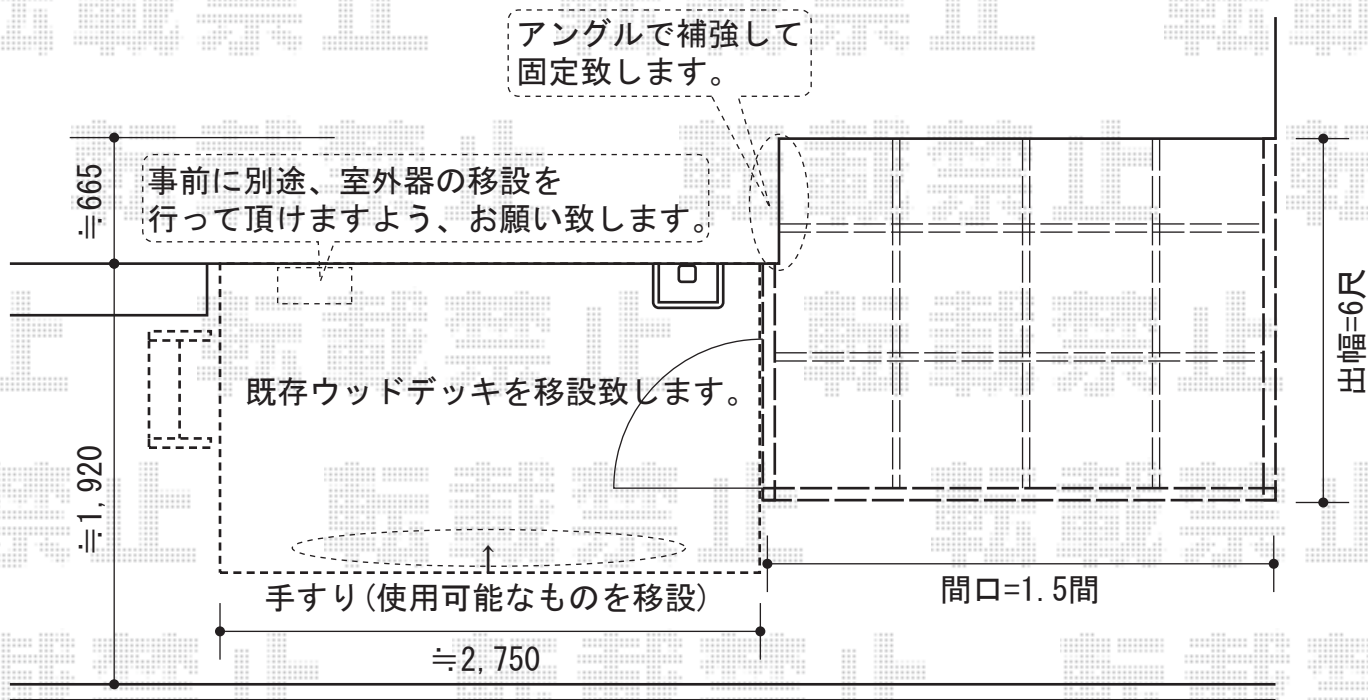 アングルで補強して
固定致します。
≒665
事前に別途、室外器の移設を
行って頂けますよう、お願い致します。
出幅=6尺
既存ウッドデッキを移設致します。
≒1,920
間口=1.5間
手すり(使用可能なものを移設)
≒2,750
転載禁止